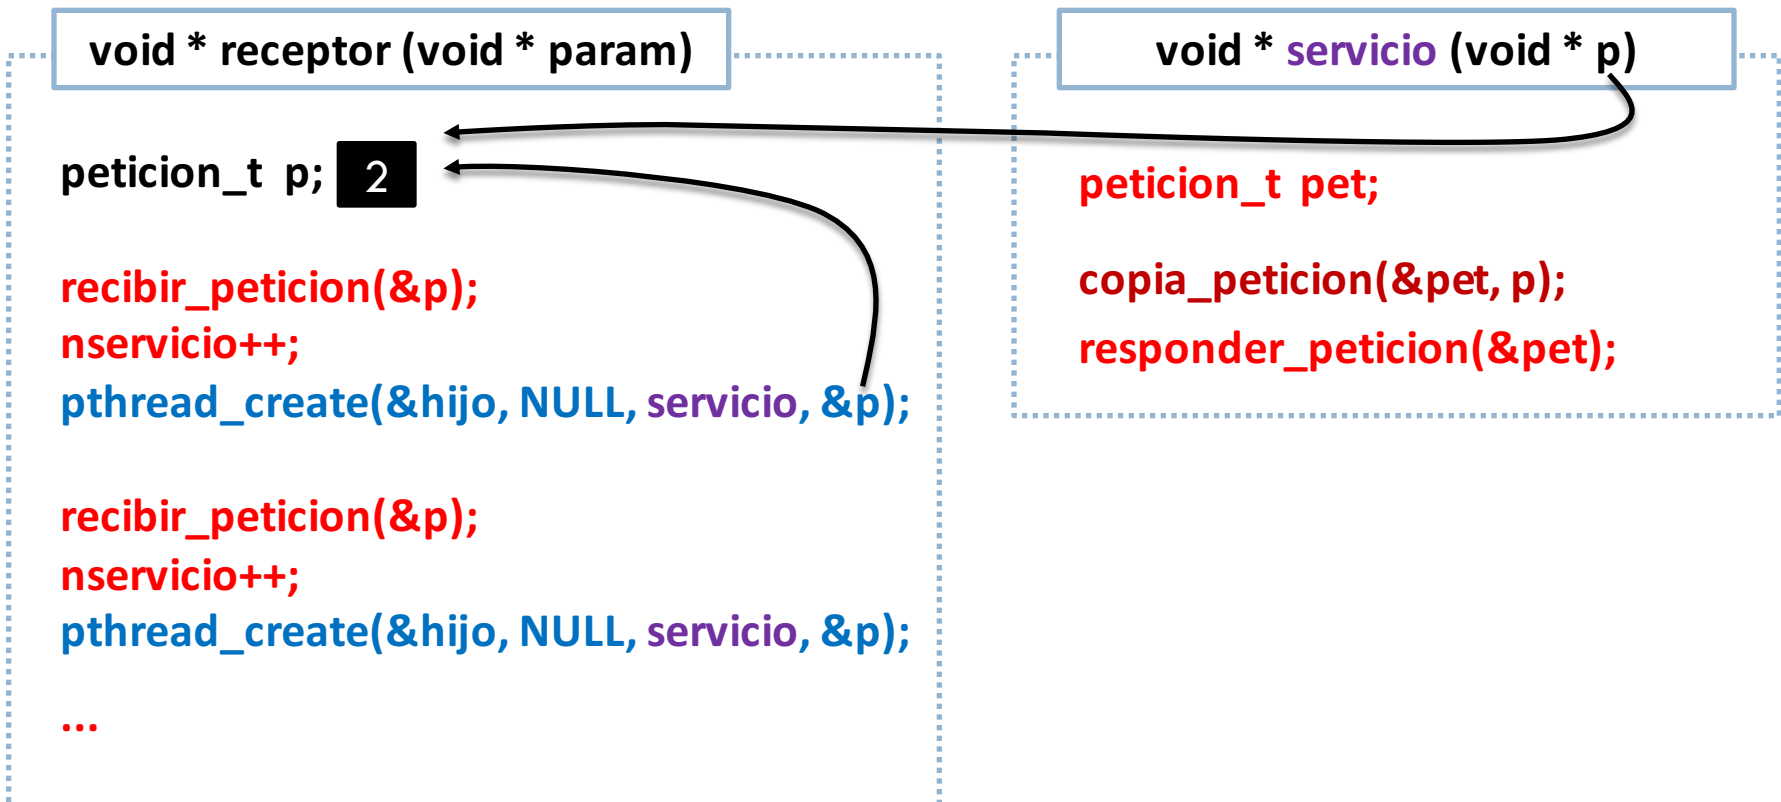 void * receptor (void * param)
peticion_t p; 2
recibir_peticion(&p);
nservicio++;
pthread_create(&hijo, NULL, servicio, &p);
recibir_peticion(&p);
nservicio++;
pthread_create(&hijo, NULL, servicio, &p);
...
void * servicio (void * p)
peticion_t pet;
copia_peticion(&pet, p);
responder_peticion(&pet);